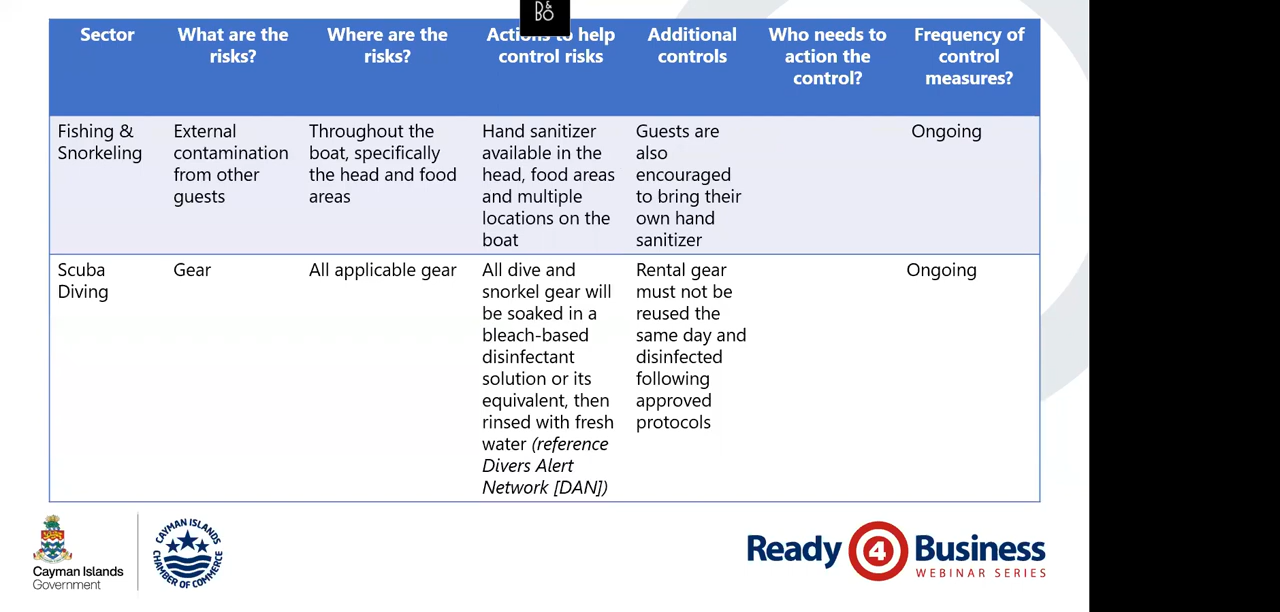 B&O
Sector
What are the
risks?
Where are the
risks?
Actions to help
control risks
Additional
controls
Who needs to
action the
control?
Frequency of
control
measures?
Fishing &
Snorkeling
External
contamination
from other
guests
Throughout the
boat, specifically
the head and food
areas
Hand sanitizer
available in the
head, food areas
and multiple
locations on the
boat
Guests are
also
encouraged
to bring their
own hand
sanitizer
Ongoing
Scuba
Diving
Gear
All applicable gear
All dive and
snorkel gear will
be soaked in a
bleach-based
disinfectant
solution or its
equivalent, then
rinsed with fresh
water (reference
Divers Alert
Network [DAN])
Rental gear
must not be
reused the
same day and
disinfected
following
approved
protocols
Ongoing
Cayman Islands
Government
CAYMAN ISLANDS
CHAMBER OF COMMERCE
Ready 4 Business
WEBINAR SERIES